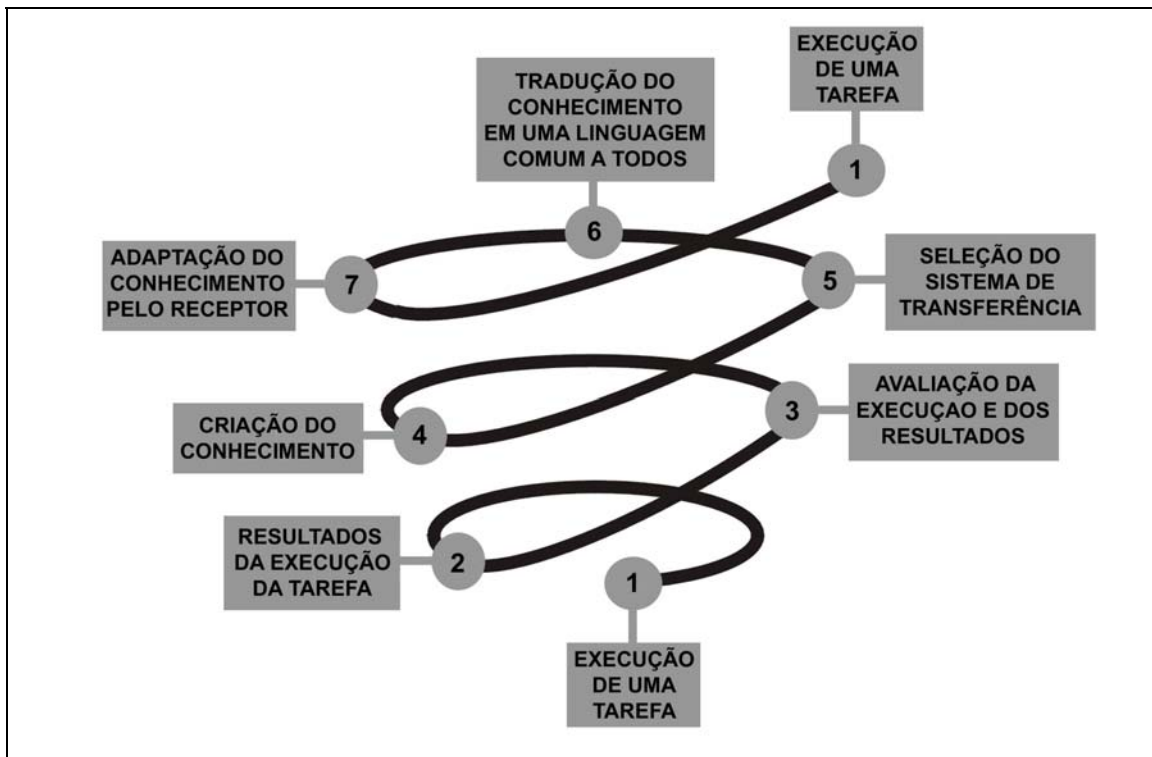 EXECUÇÃO
DE UMA
TAREFA
1
TRADUÇÃO DO
CONHECIMENTO
EM UMA LINGUAGEM
COMUM A TODOS
6
ADAPTAÇÃO DO
CONHECIMENTO
PELO RECEPTOR
7
5
SELEÇÃO DO
SISTEMA DE
TRANSFERÊNCIA
CRIAÇÃO DO
CONHECIMENTO
4
3
AVALIAÇÃO DA
EXECUÇAO E DOS
RESULTADOS
RESULTADOS
DA EXECUÇÃO
DA TAREFA
2
1
EXECUÇÃO
DE UMA
TAREFA